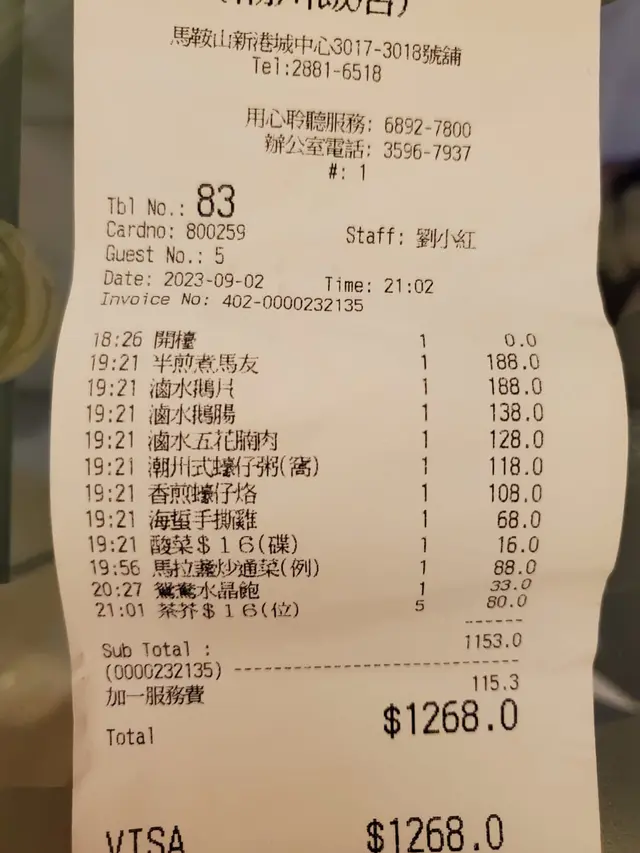 馬鞍山新港城中心3017-3018號舖
Tel:2881-6518
用心聆聽服務: 6892-7800
辦公室電話: 3596-7937
#: 1
Tbl No.: 83
Cardno: 800259 Staff: 劉小紅
Guest No.: 5
Date: 2023-09-02 Time: 21:02
Invoice No: 402-0000232135
18:26 開檯 1 0.0
19:21 半煎煮馬友 1 188.0
19:21 滷水鵝片 1 188.0
19:21 滷水鵝腸 1 138.0
19:21 滷水五花腩肉 1 128.0
19:21 潮州式蠔仔粥(窩) 1 118.0
19:21 香煎蠔仔烙 1 108.0
19:21 海蜇手撕雞 1 68.0
19:21 酸菜$16(碟) 1 16.0
19:56 馬拉盞炒通菜(例) 1 88.0
20:27 鴛鴦水晶飽 1 33.0
21:01 茶芥$16(位) 5 80.0
Sub Total : 1153.0
(0000232135)
加一服務費 115.3
Total $1268.0
VISA $1268.0